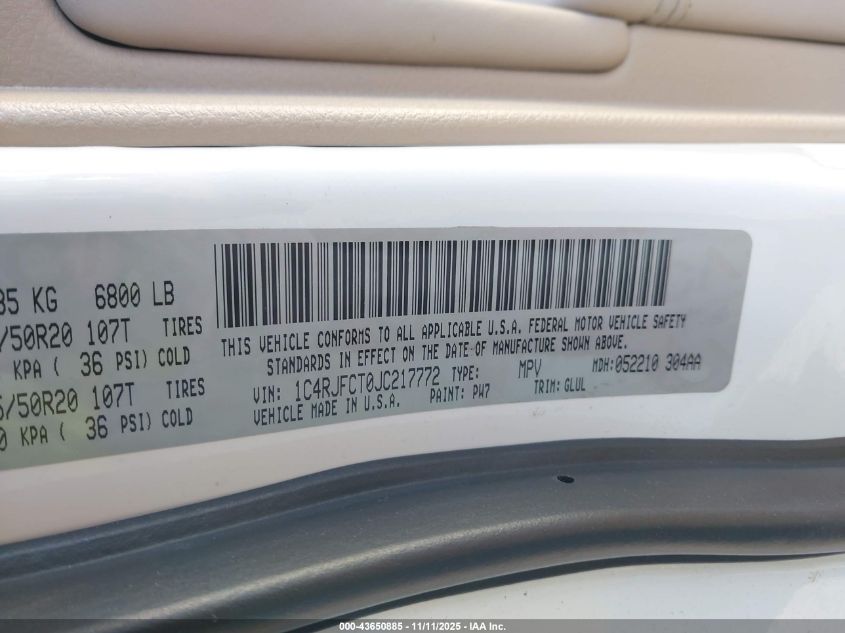 85 KG 6800 LB
/50R20 107T TIRES
KPA ( 36 PSI) COLD
5/50R20 107T TIRES
0 KPA ( 36 PSI) COLD
THIS VEHICLE CONFORMS TO ALL APPLICABLE U.S.A. FEDERAL MOTOR VEHICLE SAFETY
STANDARDS IN EFFECT ON THE DATE OF MANUFACTURE SHOWN ABOVE.
VIN: 1C4RJFCT0JC217772 TYPE: MPV MDH:052210 304AA
VEHICLE MADE IN U.S.A. PAINT: PW7 TRIM: GLUL
000-43650885 - 11/11/2025 - IAA Inc.